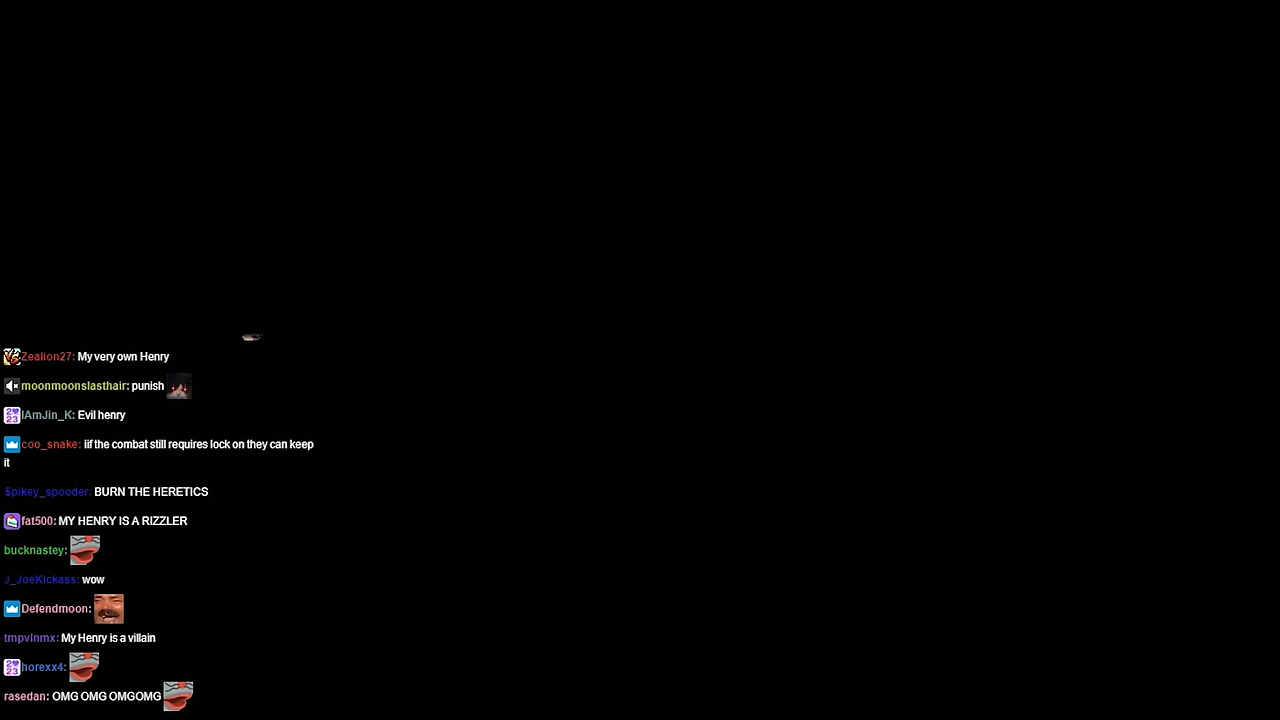 Zealion27: My very own Henry
moonmoonslasthair: punish
IAmJin_K: Evil henry
coo_snake: iif the combat still requires lock on they can keep
it
Spikey_spooder: BURN THE HERETICS
fat500: MY HENRY IS A RIZZLER
bucknastey:
J_JoeKickass: wow
Defendmoon:
tmpvlnmx: My Henry is a villain
horexx4:
rasedan: OMG OMG OMGOMG